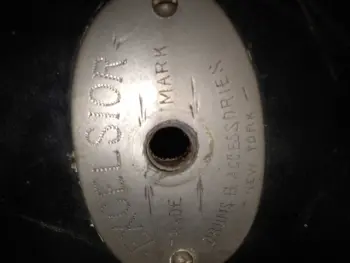 EXCELSIOR
TRADE MARK
DRUMS & ACCESSORIES
- NEW YORK -